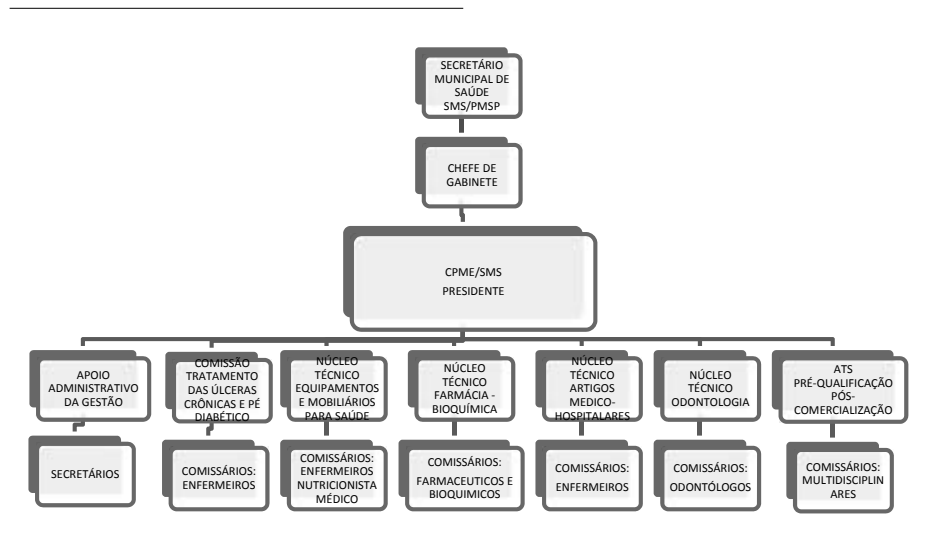 SECRETÁRIO
MUNICIPAL DE
SAÚDE
SMS/PMSP
CHEFE DE
GABINETE
CPME/SMS
PRESIDENTE
APOIO
ADMINISTRATIVO
DA GESTÃO
COMISSÃO
TRATAMENTO
DAS ÚLCERAS
CRÔNICAS E PÉ
DIABÉTICO
NÚCLEO
TÉCNICO
EQUIPAMENTOS
E MOBILIÁRIOS
PARA SAÚDE
NÚCLEO
TÉCNICO
FARMÁCIA -
BIOQUÍMICA
NÚCLEO
TÉCNICO
ARTIGOS
MEDICO-
HOSPITALARES
NÚCLEO
TÉCNICO
ODONTOLOGIA
ATS
PRÉ-QUALIFICAÇÃO
PÓS-
COMERCIALIZAÇÃO
SECRETÁRIOS
COMISSÁRIOS:
ENFERMEIROS
COMISSÁRIOS:
ENFERMEIROS
NUTRICIONISTA
MÉDICO
COMISSÁRIOS:
FARMACEUTICOS E
BIOQUIMICOS
COMISSÁRIOS:
ENFERMEIROS
COMISSÁRIOS:
ODONTÓLOGOS
COMISSÁRIOS:
MULTIDISCIPLIN
ARES